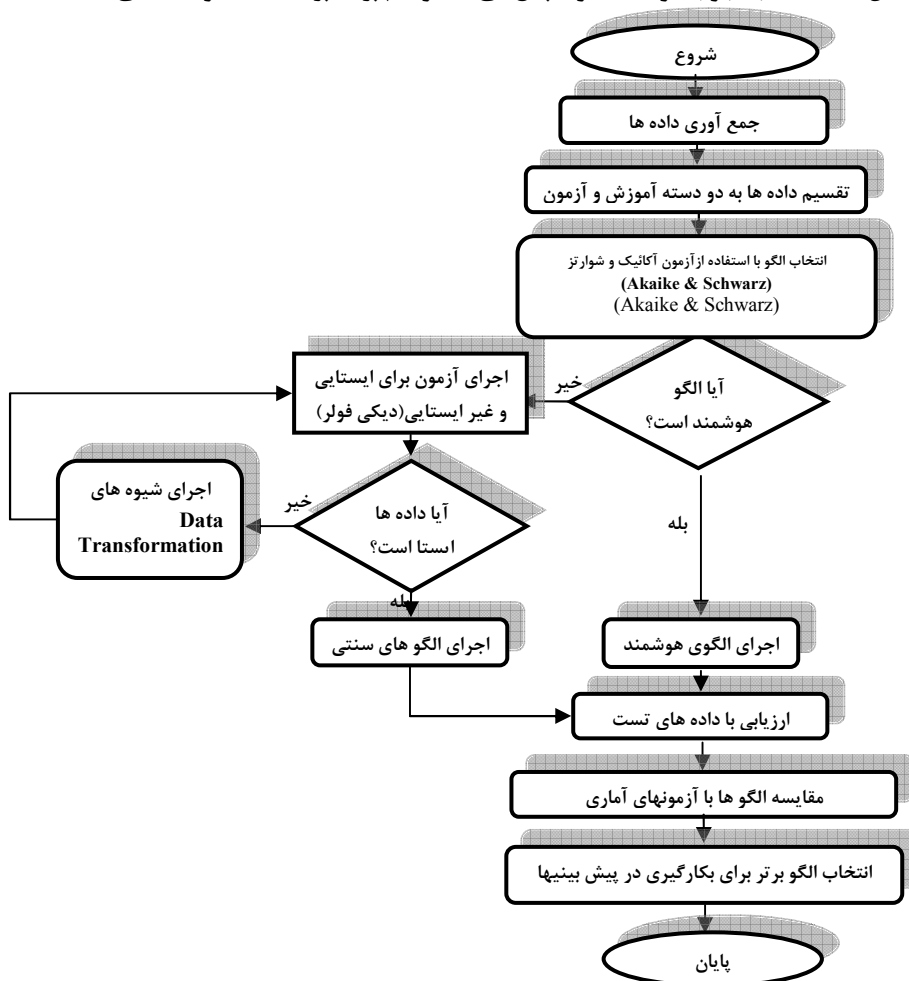 شروع
جمع آوری داده ها
تقسیم داده ها به دو دسته آموزش و آزمون
انتخاب الگو با استفاده ازآزمون آکائیک و شوارتز
(Akaike & Schwarz)
(Akaike & Schwarz)
آیا الگو
هوشمند است؟
خیر
اجرای آزمون برای ایستایی
و غیر ایستایی(دیکی فولر)
آیا داده ها
ایستا است؟
خیر
اجرای شیوه های
Data
Transformation
بله
بله
اجرای الگو های سنتی
اجرای الگوی هوشمند
ارزیابی با داده های تست
مقایسه الگو ها با آزمونهای آماری
انتخاب الگو برتر برای بکارگیری در پیش بینیها
پایان